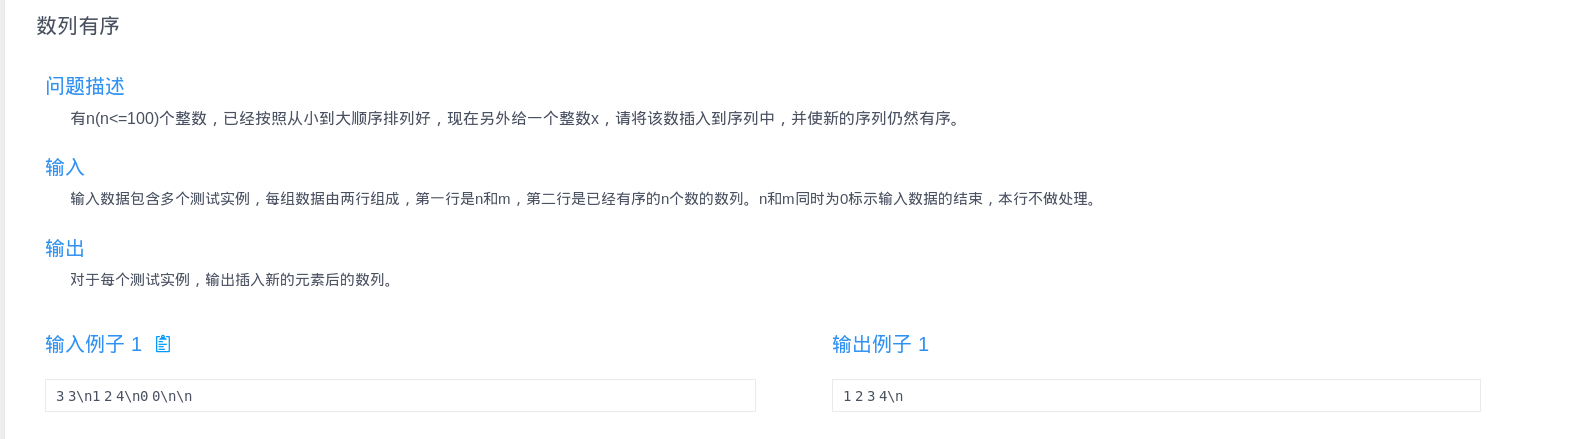 数列有序
问题描述
有n(n<=100)个整数，已经按照从小到大顺序排列好，现在另外给一个整数x，请将该数插入到序列中，并使新的序列仍然有序。
输入
输入数据包含多个测试实例，每组数据由两行组成，第一行是n和m，第二行是已经有序的n个数的数列。n和m同时为0标示输入数据的结束，本行不做处理。
输出
对于每个测试实例，输出插入新的元素后的数列。
输入例子 1
输出例子 1
3 3\n1 2 4\n0 0\n\n
1 2 3 4\n